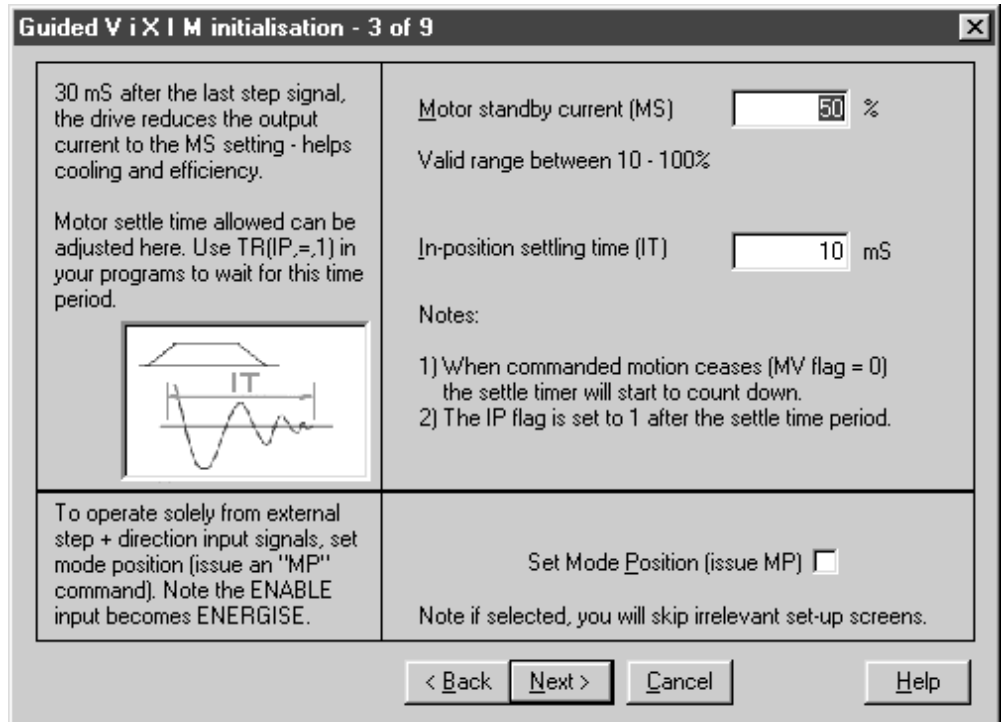 Guided V i X I M initialisation - 3 of 9
30 mS after the last step signal,
the drive reduces the output
current to the MS setting - helps
cooling and efficiency.
Motor settle time allowed can be
adjusted here. Use TR(IP,=,1) in
your programs to wait for this time
period.
IT
Motor standby current (MS) 50 %
Valid range between 10 - 100%
In-position settling time (IT) 10 mS
Notes:
1) When commanded motion ceases (MV flag = 0)
the settle timer will start to count down.
2) The IP flag is set to 1 after the settle time period.
To operate solely from external
step + direction input signals, set
mode position (issue an "MP"
command). Note the ENABLE
input becomes ENERGISE.
Set Mode Position (issue MP)
Note if selected, you will skip irrelevant set-up screens.
< Back Next > Cancel Help